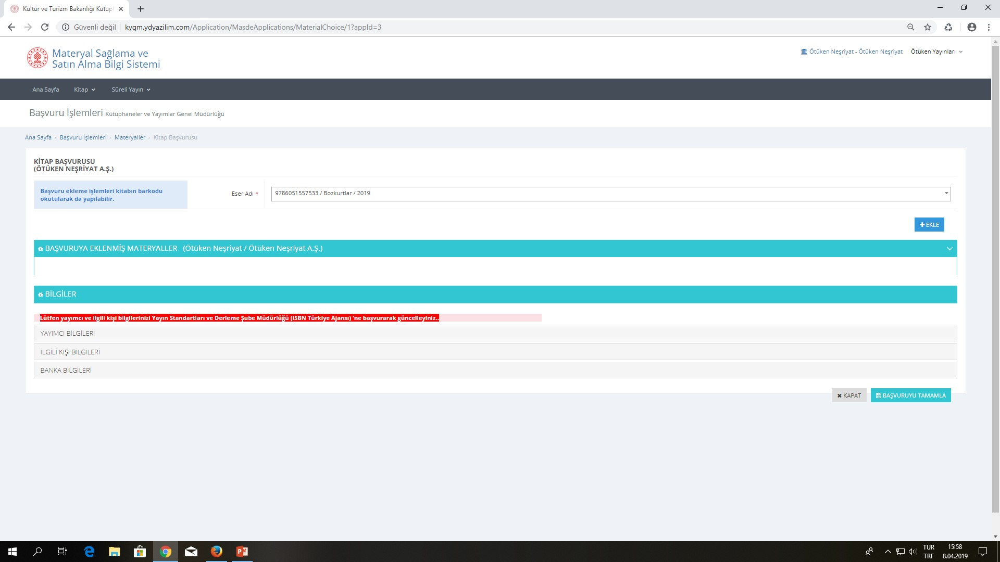 Kültür ve Turizm Bakanlığı Kütüp
Güvenli değil
kygm.ydyazilim.com/Application/MasdeApplications/MaterialChoice/1?appId=3
Materyal Sağlama ve
Satın Alma Bilgi Sistemi
Ötüken Neşriyat - Ötüken Neşriyat
Ötüken Yayınları
Ana Sayfa
Kitap
Süreli Yayın
Başvuru İşlemleri Kütüphaneler ve Yayımlar Genel Müdürlüğü
Ana Sayfa › Başvuru İşlemleri › Materyaller › Kitap Başvurusu
KİTAP BAŞVURUSU
(ÖTÜKEN NEŞRİYAT A.Ş.)
Başvuru ekleme işlemleri kitabın barkodu
okutularak da yapılabilir.
Eser Adı *
9786051557533 / Bozkurtlar / 2019
EKLE
BAŞVURUYA EKLENMİŞ MATERYALLER (Ötüken Neşriyat / Ötüken Neşriyat A.Ş.)
BİLGİLER
Lütfen yayımcı ve ilgili kişi bilgilerinizi Yayın Standartları ve Derleme Şube Müdürlüğü (ISBN Türkiye Ajansı) 'ne başvurarak güncelleyiniz..
YAYIMCI BİLGİLERİ
İLGİLİ KİŞİ BİLGİLERİ
BANKA BİLGİLERİ
KAPAT
BAŞVURUYU TAMAMLA
TUR
TRF
15:58
8.04.2019